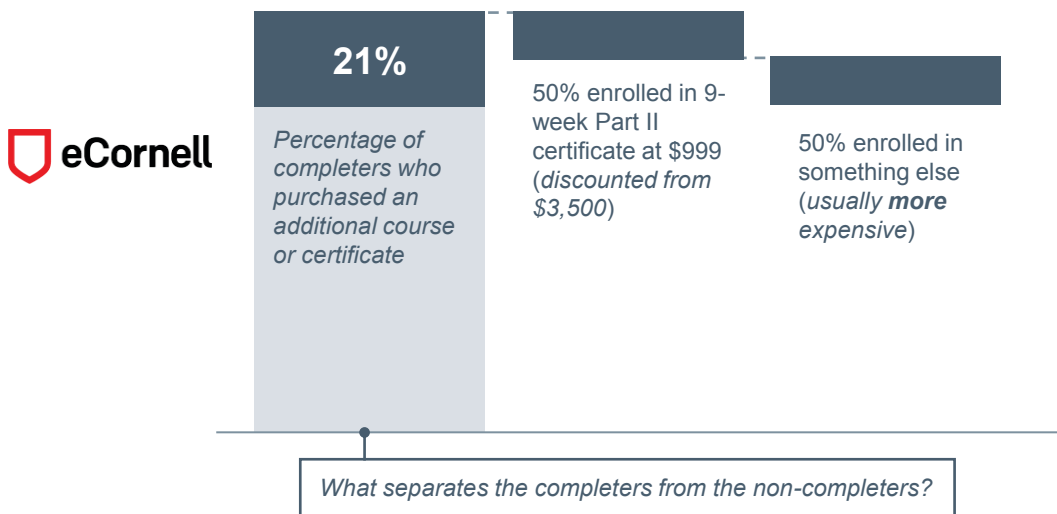 eCornell
21%
Percentage of
completers who
purchased an
additional course
or certificate
50% enrolled in 9-
week Part II
certificate at $999
(discounted from
$3,500)
50% enrolled in
something else
(usually more
expensive)
What separates the completers from the non-completers?